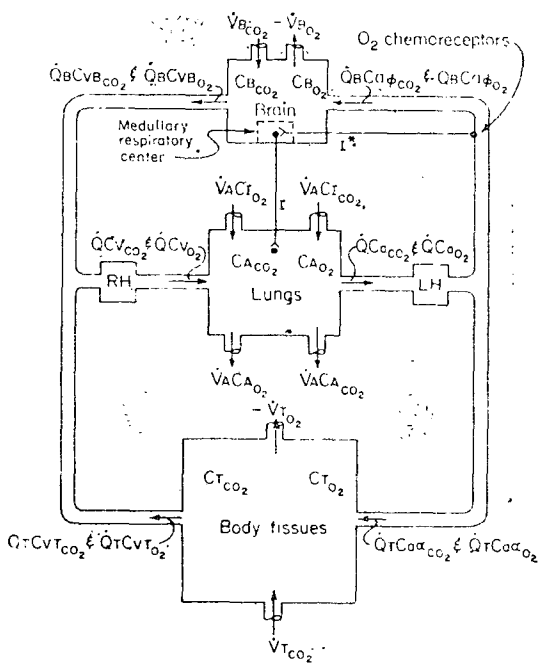 V̇B_CO₂ - V̇B_O₂
O₂ chemoreceptors
Q̇BCvB_CO₂ & Q̇BCvB_O₂
CB_CO₂ CB_O₂
Q̇BCaϕ_CO₂ & Q̇BCaϕ_O₂
Brain
Medullary
respiratory
center
I*
I
V̇ACI_O₂ V̇ACI_CO₂
Q̇Cv_CO₂ & Q̇Cv_O₂
CA_CO₂ CA_O₂
Q̇Ca_CO₂ & Q̇Ca_O₂
RH
Lungs
LH
V̇ACA_O₂ V̇ACA_CO₂
- V̇T_O₂
CT_CO₂ CT_O₂
Body tissues
Q̇TCvT_CO₂ & Q̇TCvT_O₂
Q̇TCaα_CO₂ & Q̇TCaα_O₂
V̇T_CO₂